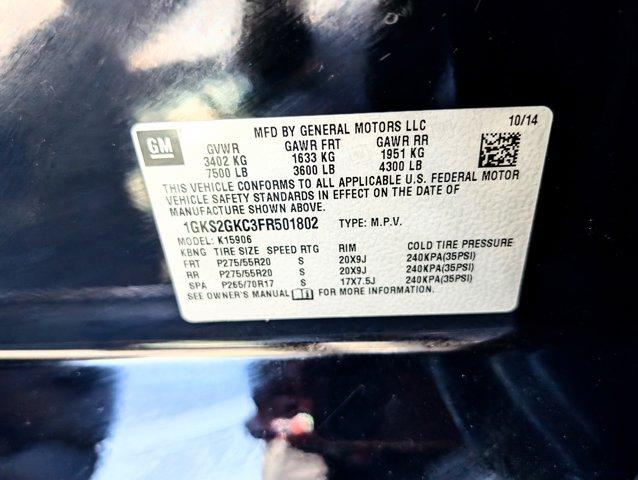 MFD BY GENERAL MOTORS LLC 10/14
GM GVWR GAWR FRT GAWR RR
3402 KG 1633 KG 1951 KG
7500 LB 3600 LB 4300 LB
THIS VEHICLE CONFORMS TO ALL APPLICABLE U.S. FEDERAL MOTOR
VEHICLE SAFETY STANDARDS IN EFFECT ON THE DATE OF
MANUFACTURE SHOWN ABOVE.
1GKS2GKC3FR501802 TYPE: M.P.V.
MODEL: K15906
KBNG TIRE SIZE SPEED RTG RIM COLD TIRE PRESSURE
FRT P275/55R20 S 20X9J 240KPA(35PSI)
RR P275/55R20 S 20X9J 240KPA(35PSI)
SPA P265/70R17 S 17X7.5J 240KPA(35PSI)
SEE OWNER'S MANUAL FOR MORE INFORMATION.